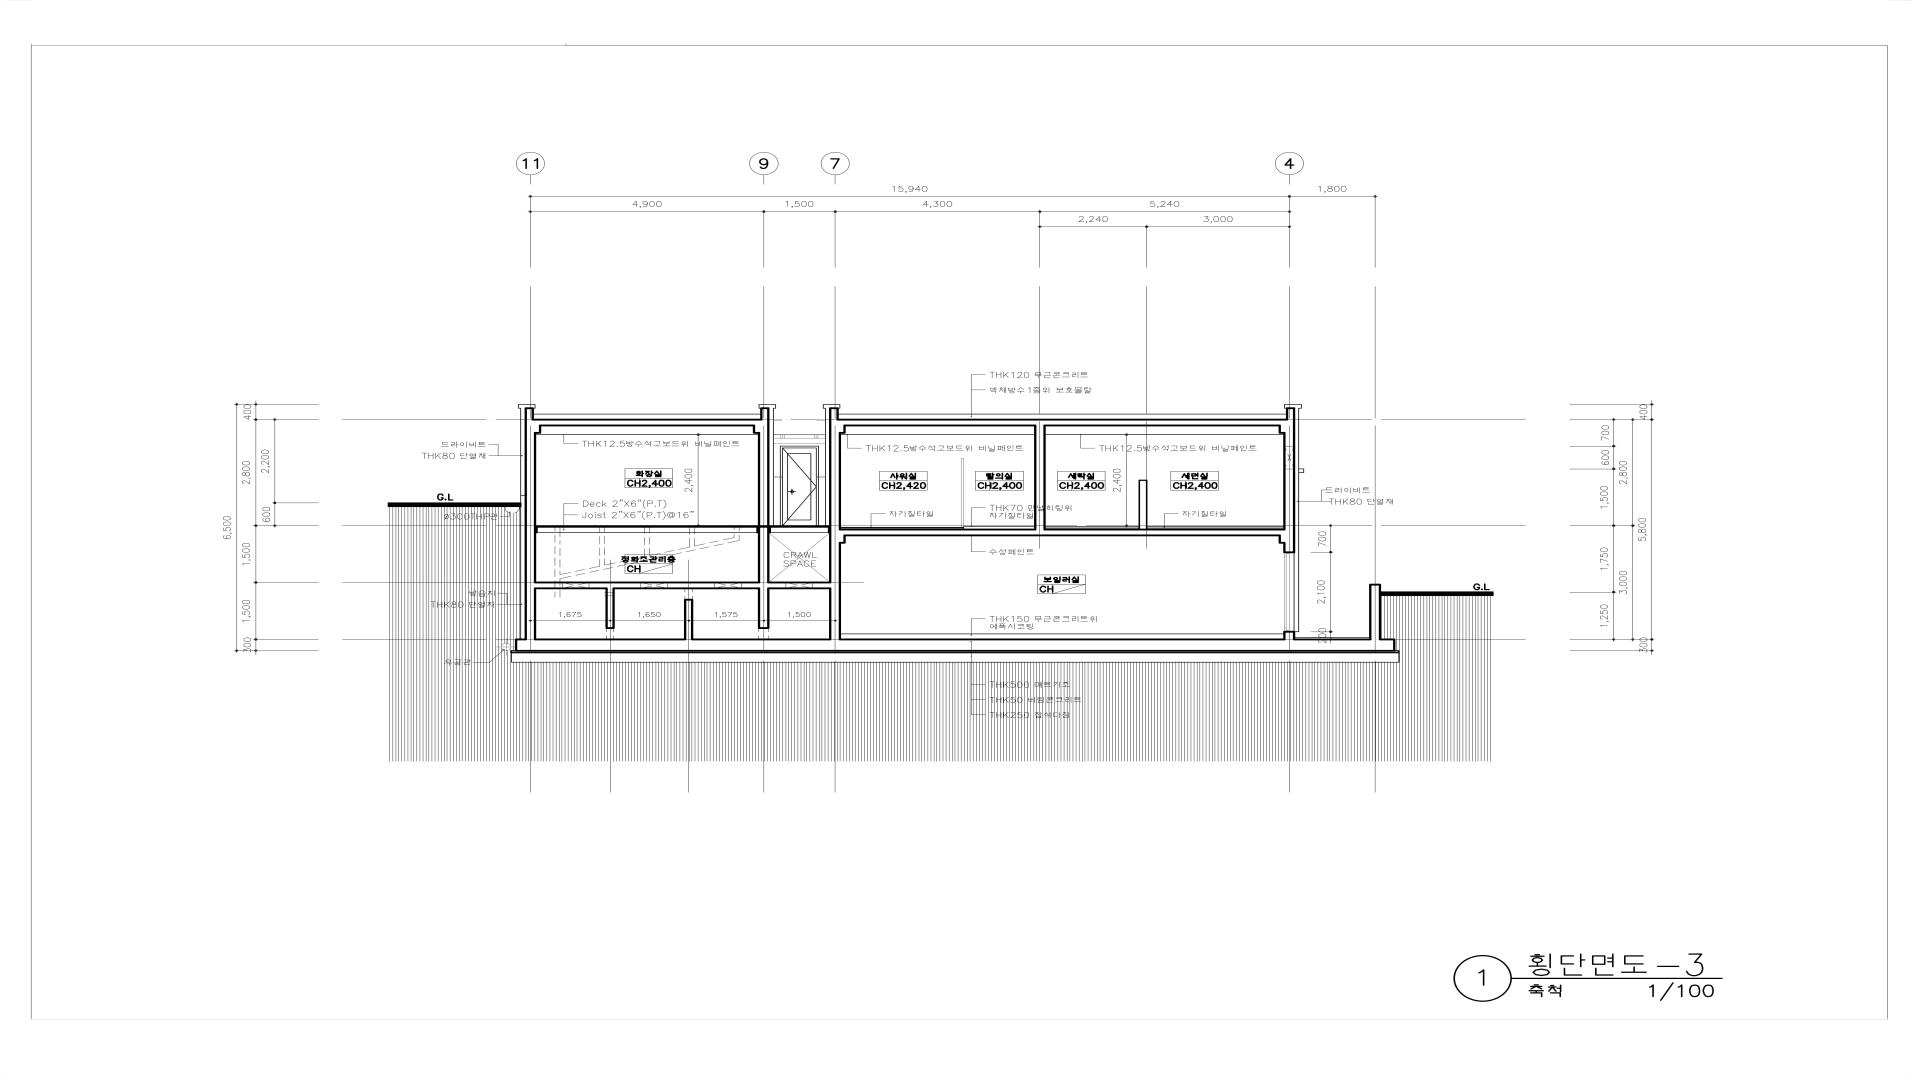 11
9
7
4
15,940
1,800
4,900
1,500
4,300
5,240
2,240
3,000
THK120 무근콘크리트
액체방수1종위 보호몰탈
400
2,800
2,200
600
6,500
1,500
1,500
300
드라이비트
THK80 단열재
G.L
Ø300THP관
방습지
THK80 단열재
유공관
THK12.5방수석고보드위 비닐페인트
화장실
CH2,400
2,400
Deck 2"X6"(P.T)
Joist 2"X6"(P.T)@16"
정화조관리층
CH
CRAWL
SPACE
1,675
1,650
1,575
1,500
THK12.5방수석고보드위 비닐페인트
샤워실
CH2,420
탈의실
CH2,400
자기질타일
THK70 판넬히팅위
자기질타일
THK12.5방수석고보드위 비닐페인트
세탁실
CH2,400
2,400
세면실
CH2,400
자기질타일
수성페인트
보일러실
CH
THK150 무근콘크리트위
에폭시코팅
THK500 매트기초
THK50 버림콘크리트
THK250 잡석다짐
드라이비트
THK80 단열재
G.L
700
2,100
200
400
700
600
2,800
1,500
5,800
1,750
3,000
1,250
300
1
횡단면도-3
축척
1/100